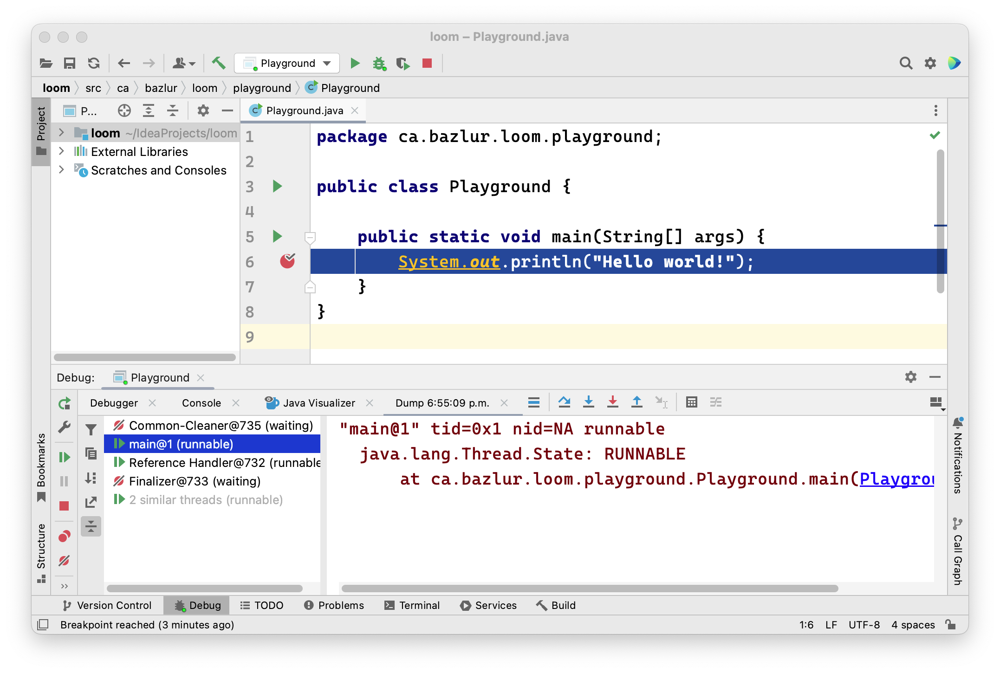 loom – Playground.java
Playground
loom src ca bazlur loom playground Playground
Project
P...
loom ~/IdeaProjects/loom
External Libraries
Scratches and Consoles
Playground.java
1 package ca.bazlur.loom.playground;
2
3 public class Playground {
4
5 public static void main(String[] args) {
6 System.out.println("Hello world!");
7 }
8 }
9
Debug: Playground
Debugger Console Java Visualizer Dump 6:55:09 p.m.
Common-Cleaner@735 (waiting)
main@1 (runnable)
Reference Handler@732 (runnable
Finalizer@733 (waiting)
2 similar threads (runnable)
"main@1" tid=0x1 nid=NA runnable
java.lang.Thread.State: RUNNABLE
at ca.bazlur.loom.playground.Playground.main(Playgrou
Bookmarks
Structure
Notifications
Call Graph
Version Control Debug TODO Problems Terminal Services Build
Breakpoint reached (3 minutes ago) 1:6 LF UTF-8 4 spaces